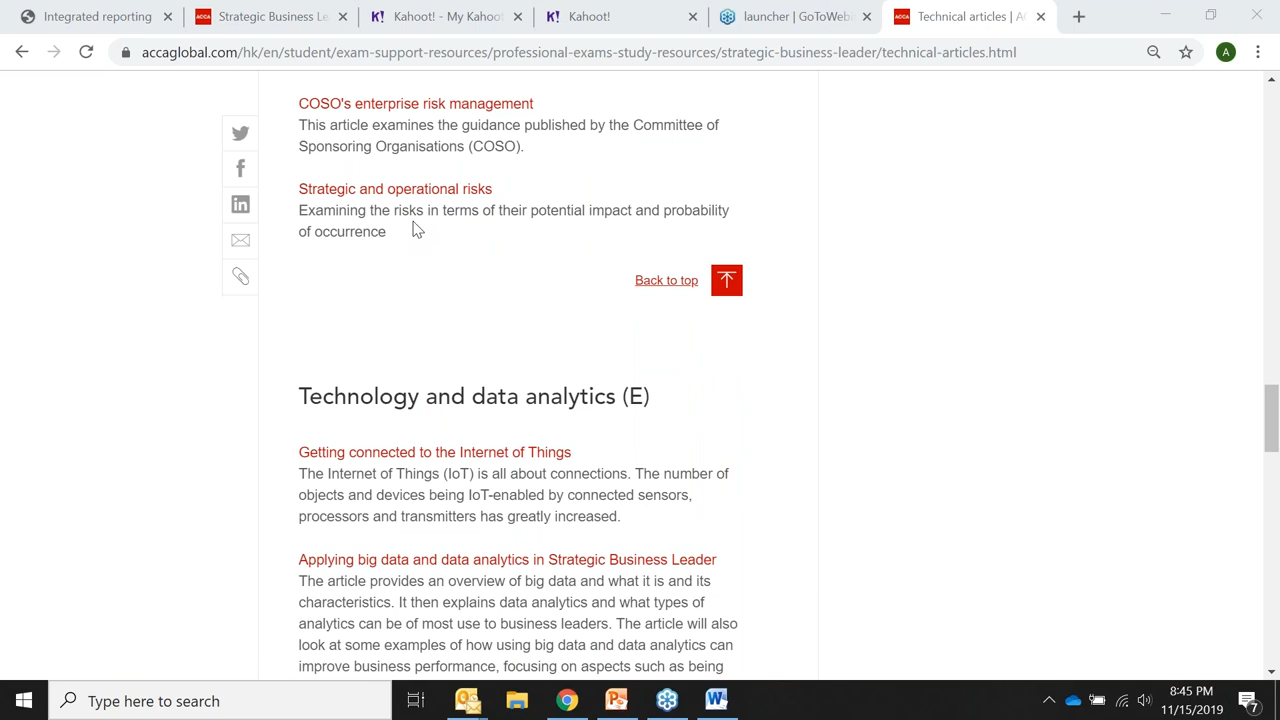 Integrated reporting
ACCA
Strategic Business Le
K! Kahoot! - My Kahoo
K! Kahoot!
launcher | GoToWebi
ACCA
Technical articles | AC
accaglobal.com/hk/en/student/exam-support-resources/professional-exams-study-resources/strategic-business-leader/technical-articles.html
A
COSO's enterprise risk management
This article examines the guidance published by the Committee of
Sponsoring Organisations (COSO).
Strategic and operational risks
Examining the risks in terms of their potential impact and probability
of occurrence
Back to top
Technology and data analytics (E)
Getting connected to the Internet of Things
The Internet of Things (IoT) is all about connections. The number of
objects and devices being IoT-enabled by connected sensors,
processors and transmitters has greatly increased.
Applying big data and data analytics in Strategic Business Leader
The article provides an overview of big data and what it is and its
characteristics. It then explains data analytics and what types of
analytics can be of most use to business leaders. The article will also
look at some examples of how using big data and data analytics can
improve business performance, focusing on aspects such as being
Type here to search
8:45 PM
11/15/2019
7